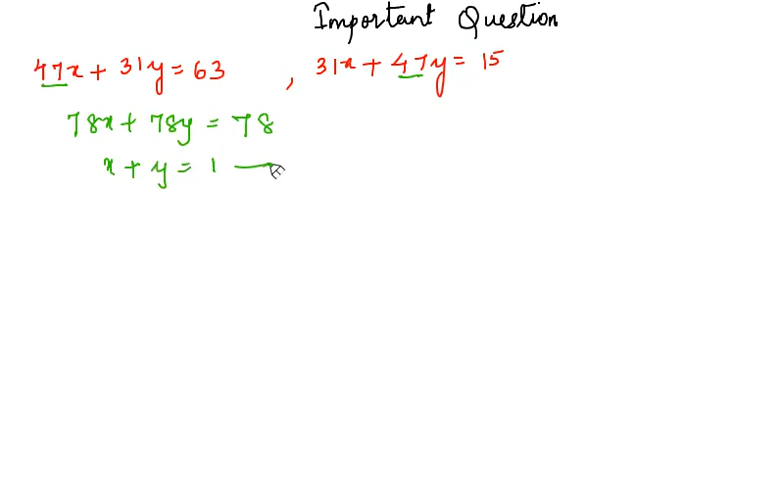 Important Question
47x + 31y = 63 , 31x + 47y = 15
78x + 78y = 78
x + y = 1 —